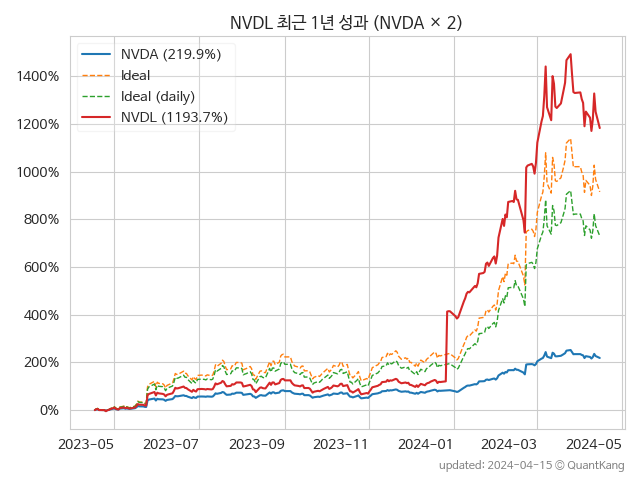 NVDL 최근 1년 성과 (NVDA × 2)
NVDA (219.9%)
Ideal
Ideal (daily)
NVDL (1193.7%)
1400%
1200%
1000%
800%
600%
400%
200%
0%
2023−05 2023−07 2023−09 2023−11 2024−01 2024−03 2024−05
updated: 2024-04-15 © QuantKang